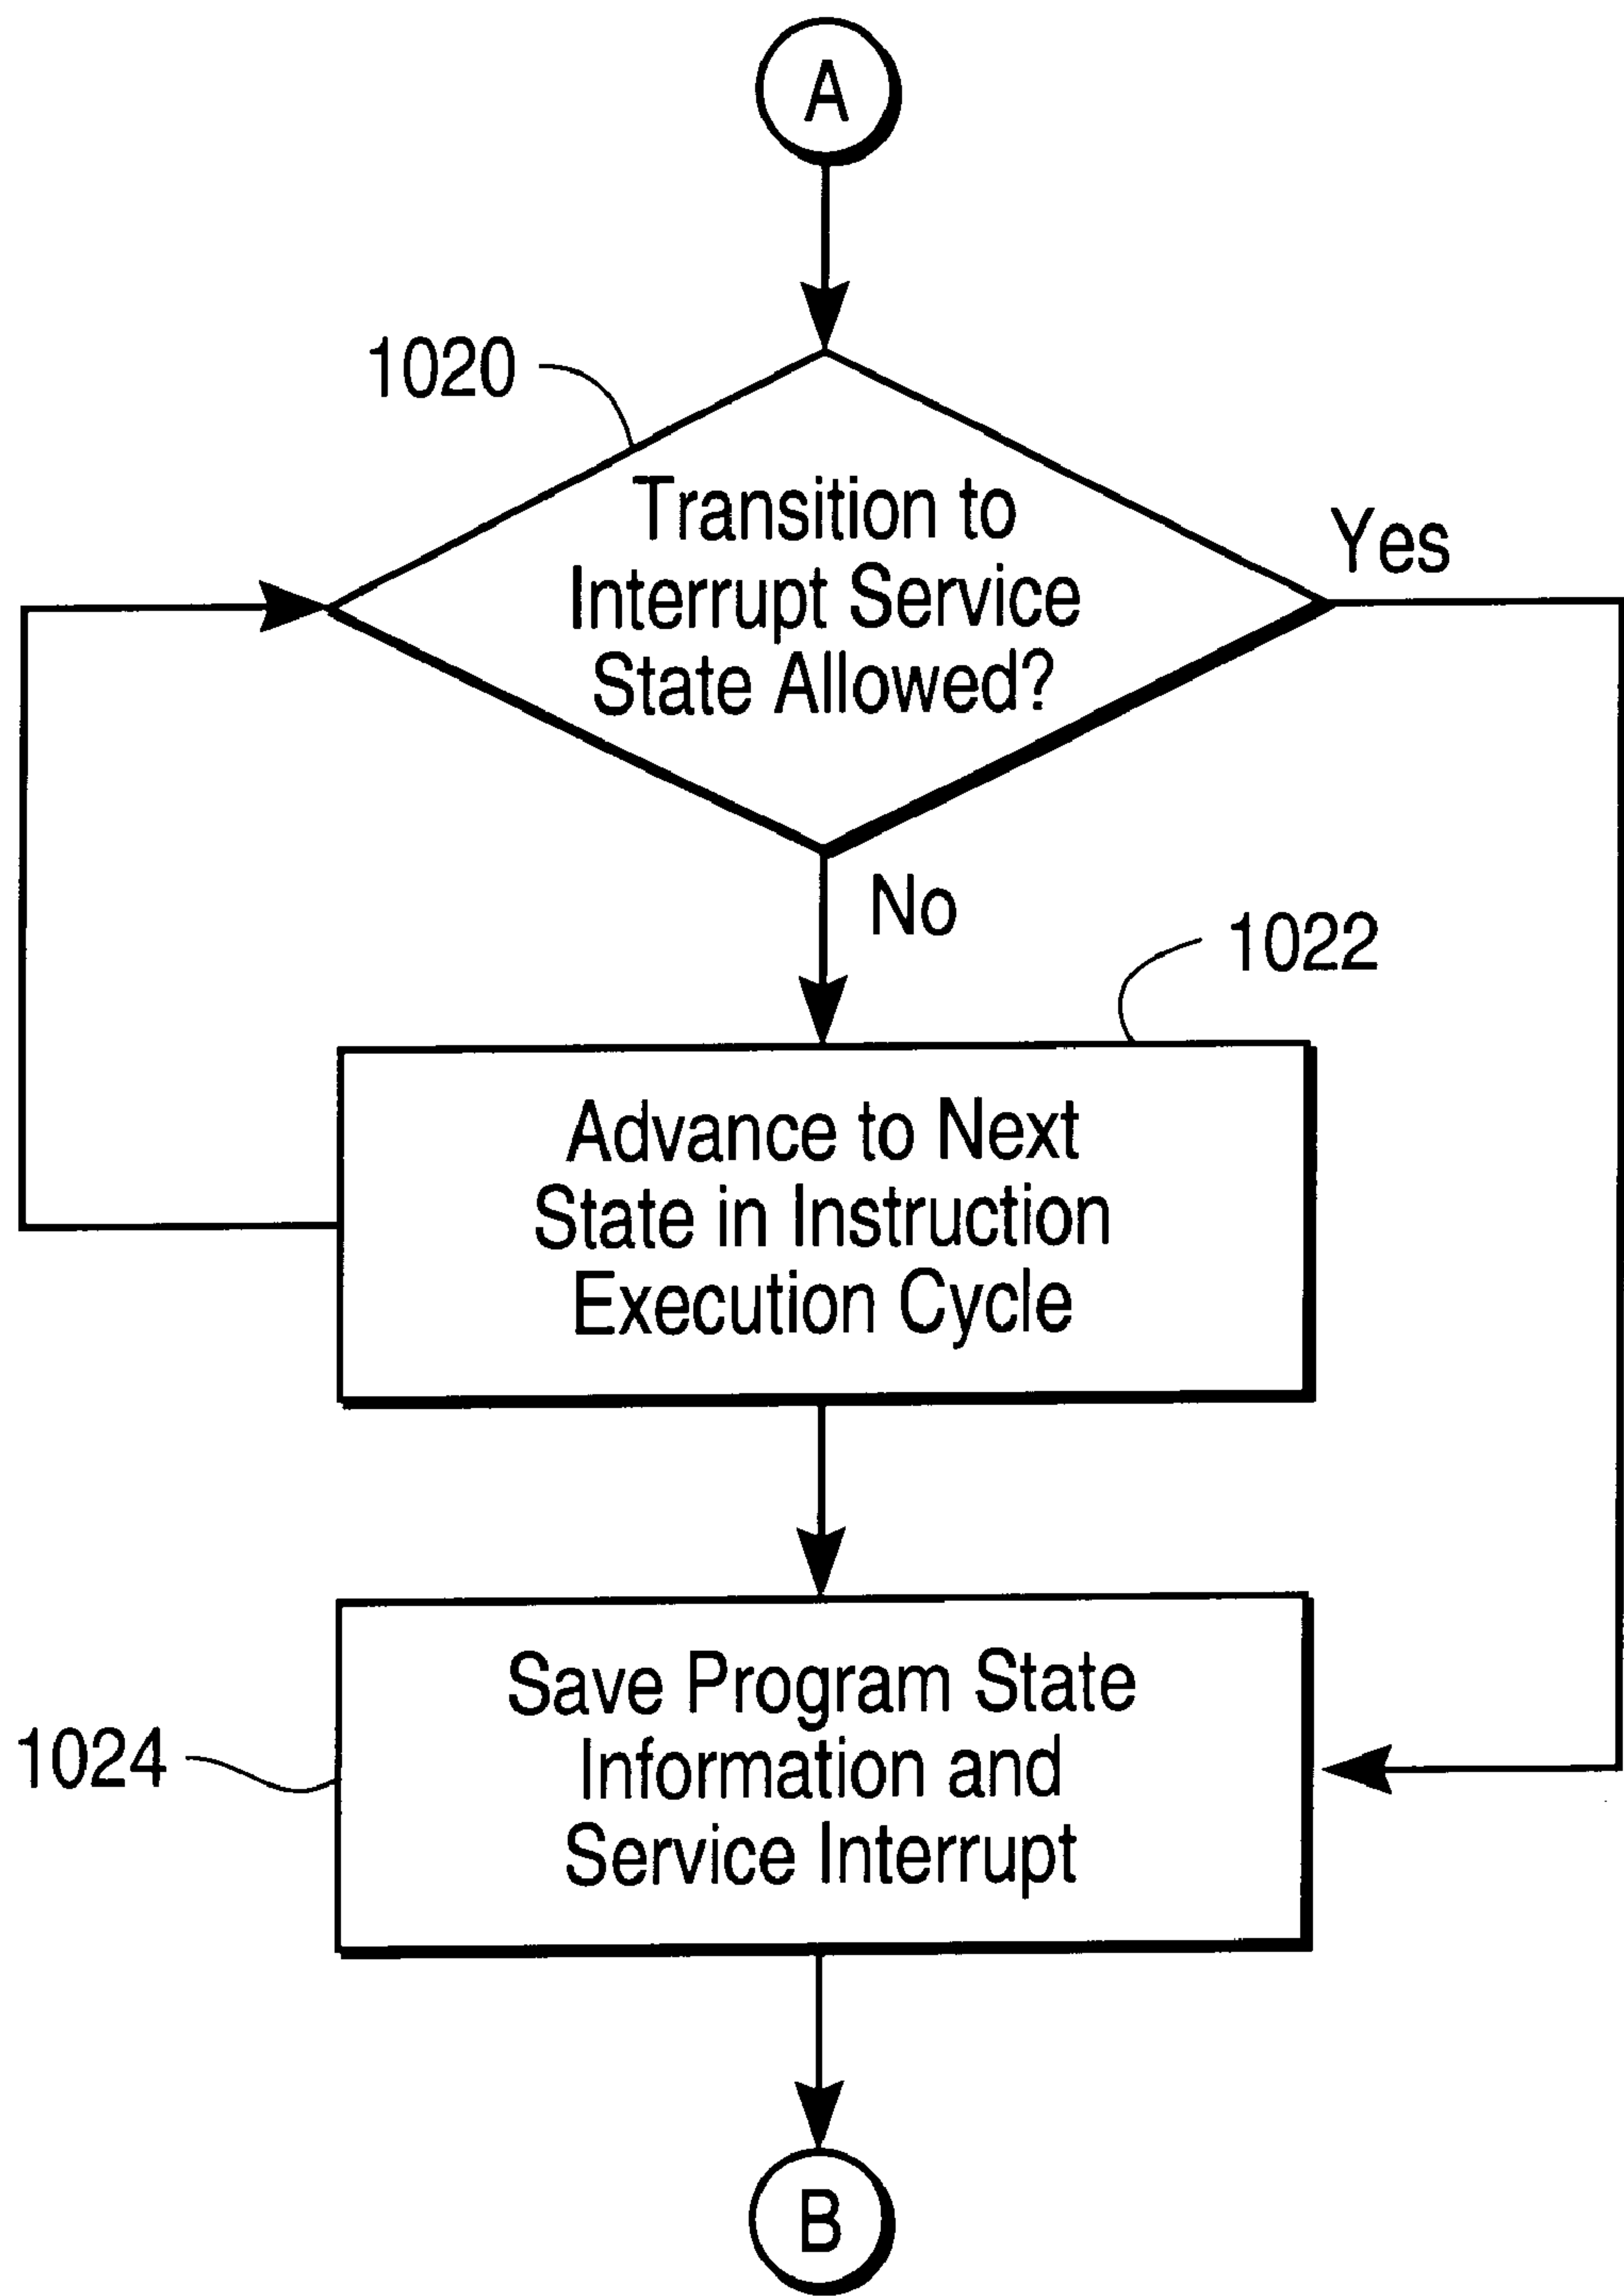 A
1020
Transition to
Interrupt Service
State Allowed?
Yes
No
1022
Advance to Next
State in Instruction
Execution Cycle
Save Program State
Information and
Service Interrupt
1024
B